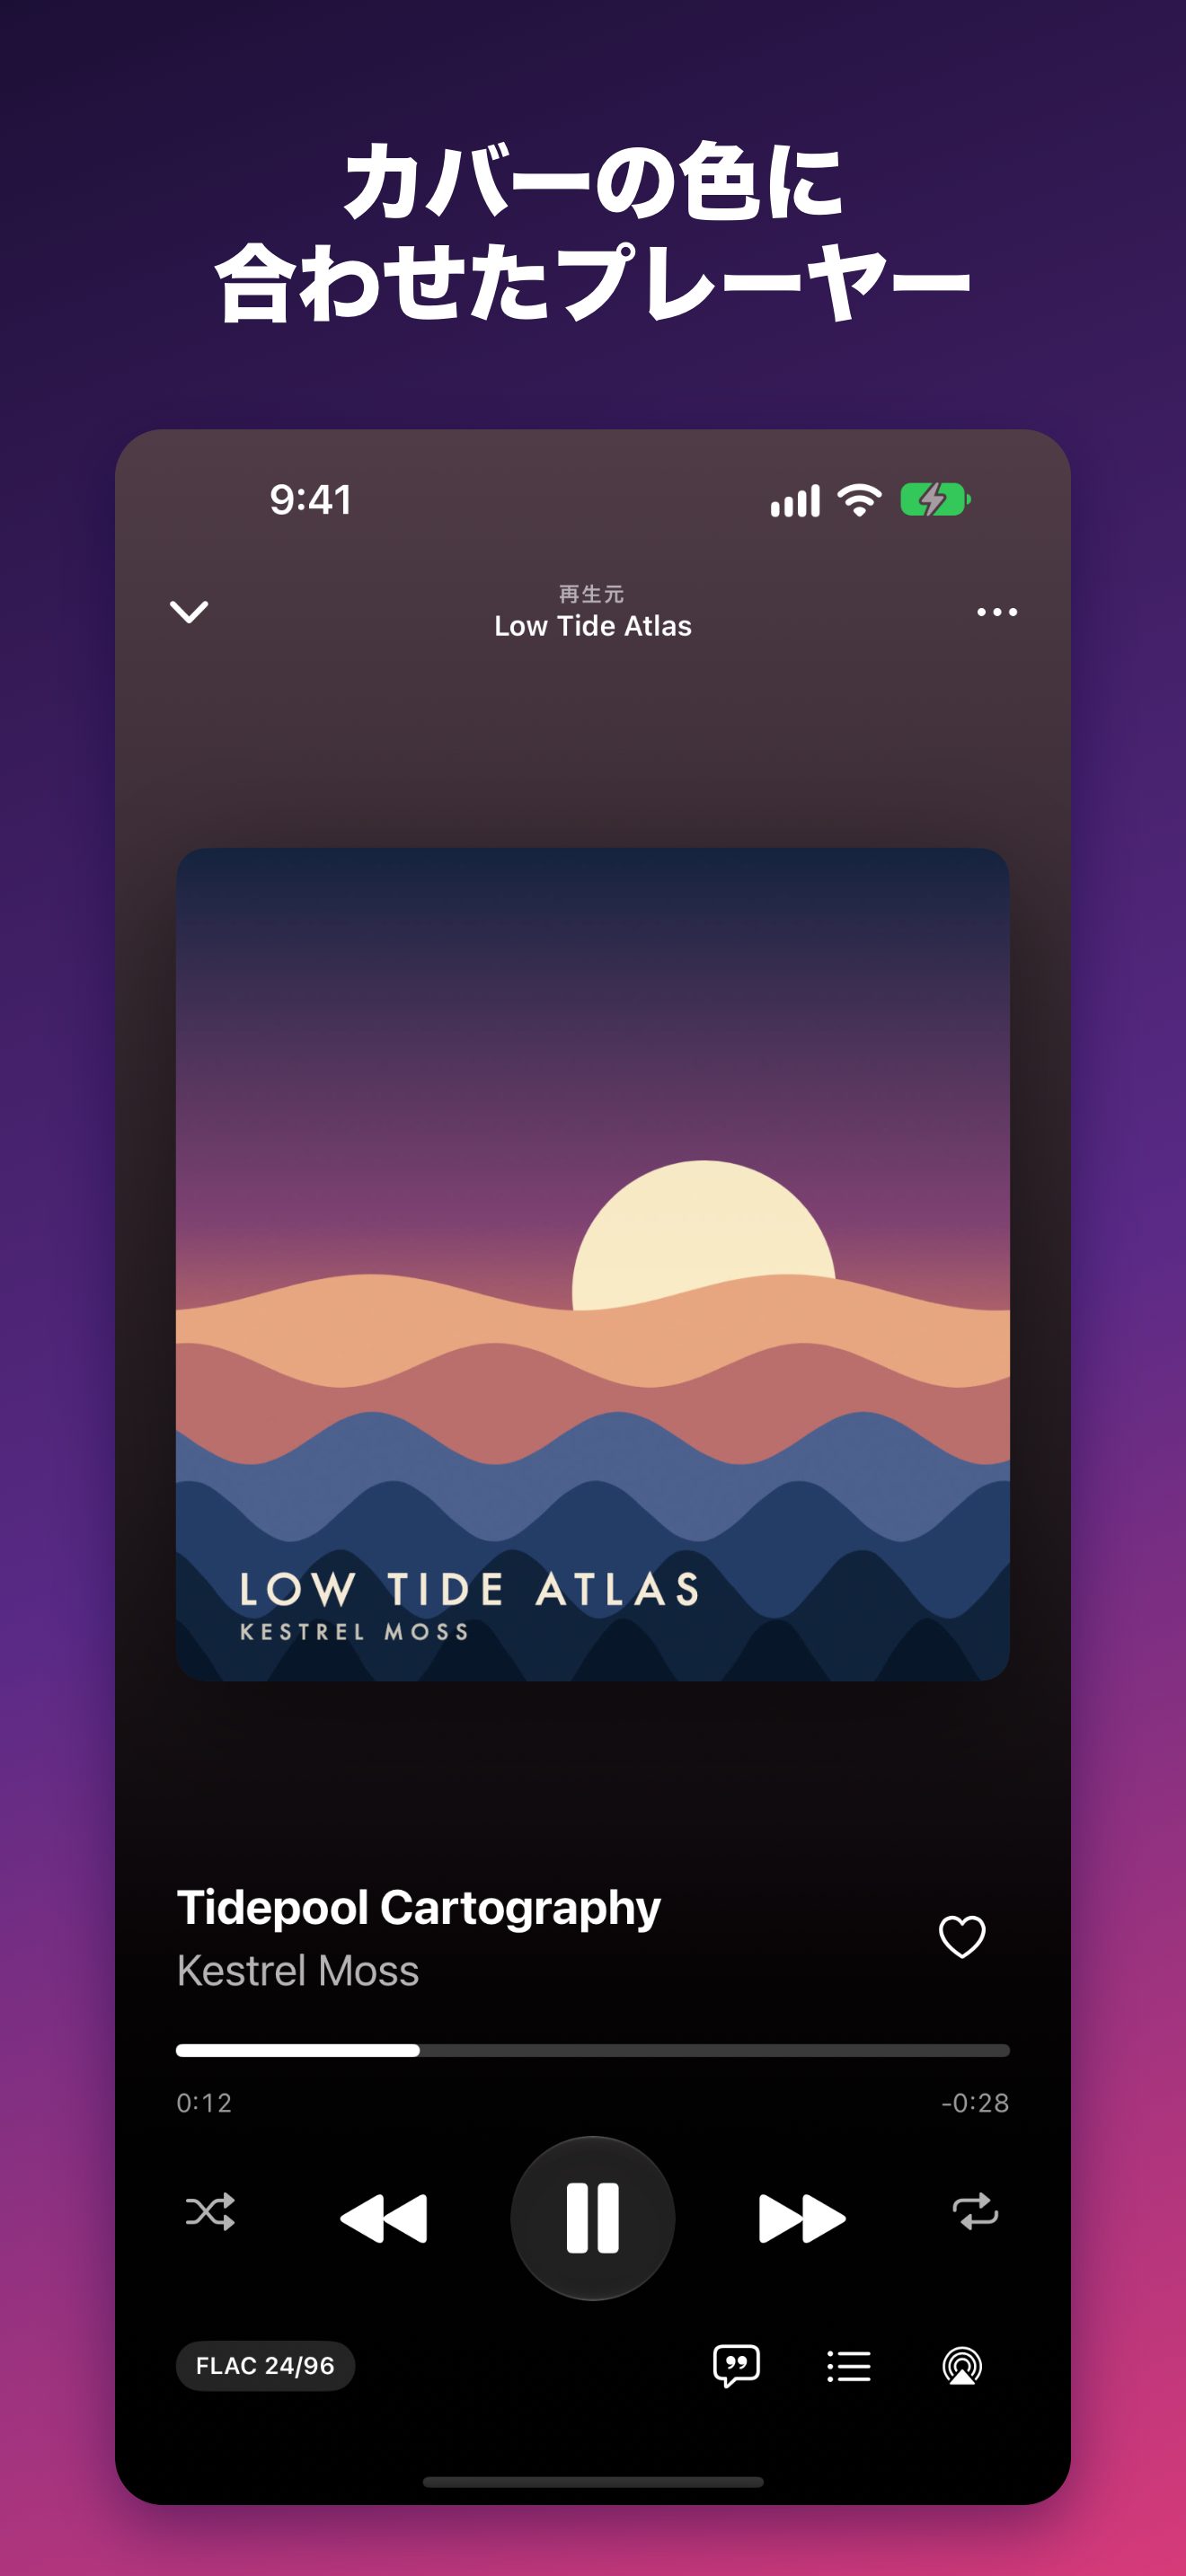 カバーの色に
合わせたプレーヤー
9:41
再生元
Low Tide Atlas
LOW TIDE ATLAS
KESTREL MOSS
Tidepool Cartography
Kestrel Moss
0:12
-0:28
FLAC 24/96